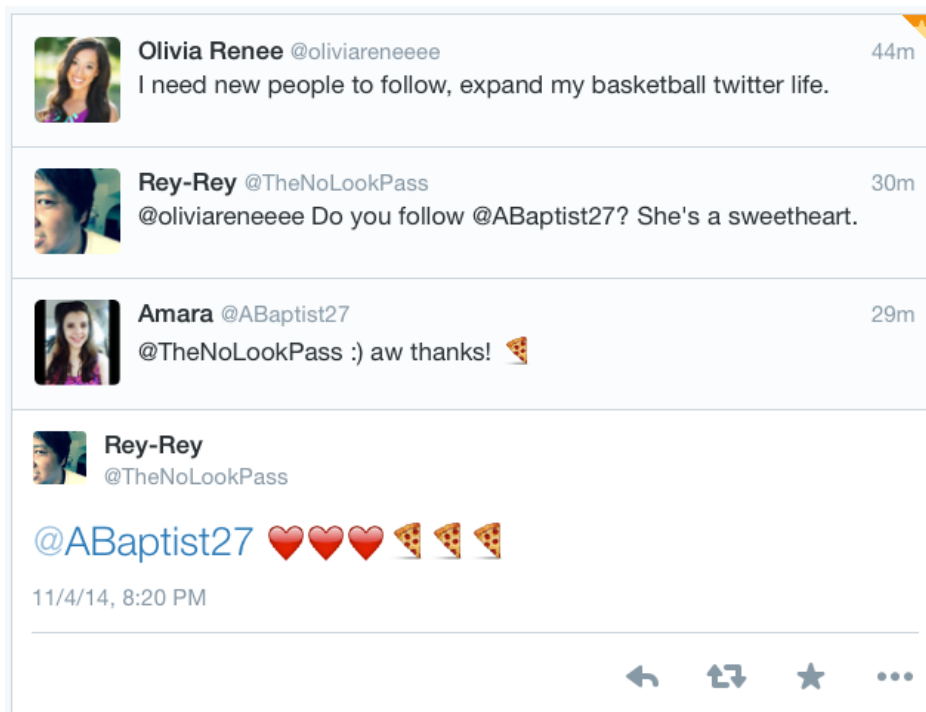 Olivia Renee @oliviareneeee 44m
I need new people to follow, expand my basketball twitter life.
Rey-Rey @TheNoLookPass 30m
@oliviareneeee Do you follow @ABaptist27? She's a sweetheart.
Amara @ABaptist27 29m
@TheNoLookPass :) aw thanks! 🍕
Rey-Rey
@TheNoLookPass
@ABaptist27 ❤️❤️❤️🍕🍕🍕
11/4/14, 8:20 PM